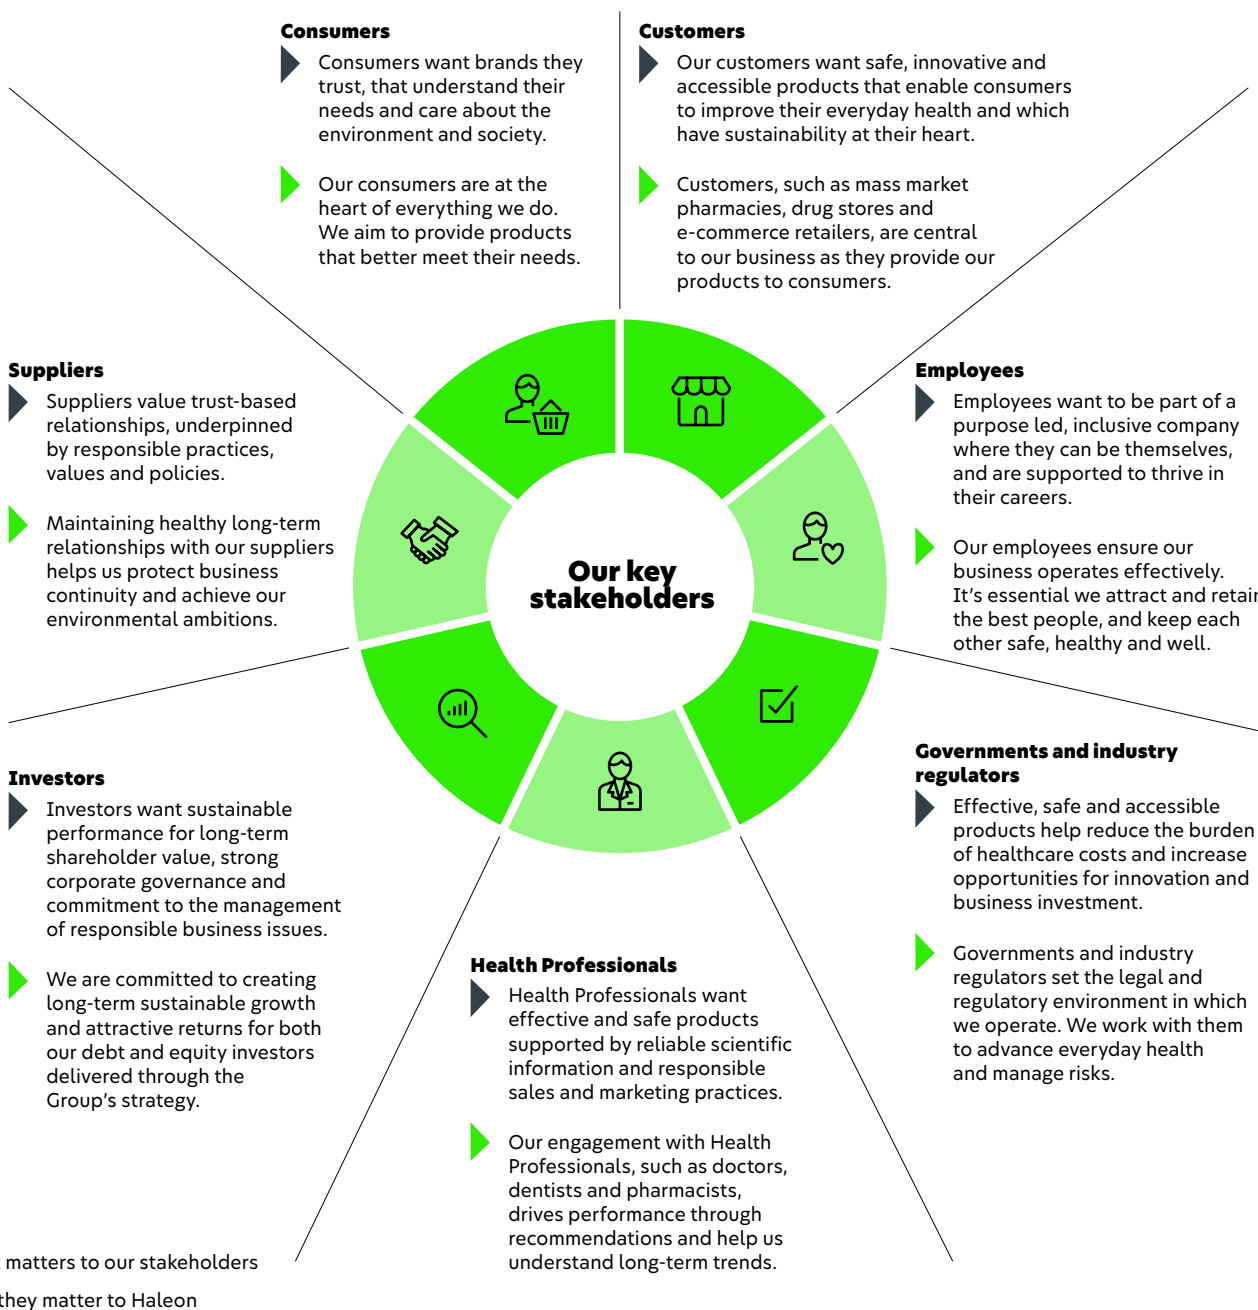 Consumers
Consumers want brands they
trust, that understand their
needs and care about the
environment and society.
Our consumers are at the
heart of everything we do.
We aim to provide products
that better meet their needs.
Customers
Our customers want safe, innovative and
accessible products that enable consumers
to improve their everyday health and which
have sustainability at their heart.
Customers, such as mass market
pharmacies, drug stores and
e-commerce retailers, are central
to our business as they provide our
products to consumers.
Suppliers
Suppliers value trust-based
relationships, underpinned
by responsible practices,
values and policies.
Maintaining healthy long-term
relationships with our suppliers
helps us protect business
continuity and achieve our
environmental ambitions.
Our key
stakeholders
Employees
Employees want to be part of a
purpose led, inclusive company
where they can be themselves,
and are supported to thrive in
their careers.
Our employees ensure our
business operates effectively.
It's essential we attract and retain
the best people, and keep each
other safe, healthy and well.
Investors
Investors want sustainable
performance for long-term
shareholder value, strong
corporate governance and
commitment to the management
of responsible business issues.
We are committed to creating
long-term sustainable growth
and attractive returns for both
our debt and equity investors
delivered through the
Group's strategy.
Health Professionals
Health Professionals want
effective and safe products
supported by reliable scientific
information and responsible
sales and marketing practices.
Our engagement with Health
Professionals, such as doctors,
dentists and pharmacists,
drives performance through
recommendations and help us
understand long-term trends.
Governments and industry
regulators
Effective, safe and accessible
products help reduce the burden
of healthcare costs and increase
opportunities for innovation and
business investment.
Governments and industry
regulators set the legal and
regulatory environment in which
we operate. We work with them
to advance everyday health
and manage risks.
matters to our stakeholders
they matter to Haleon